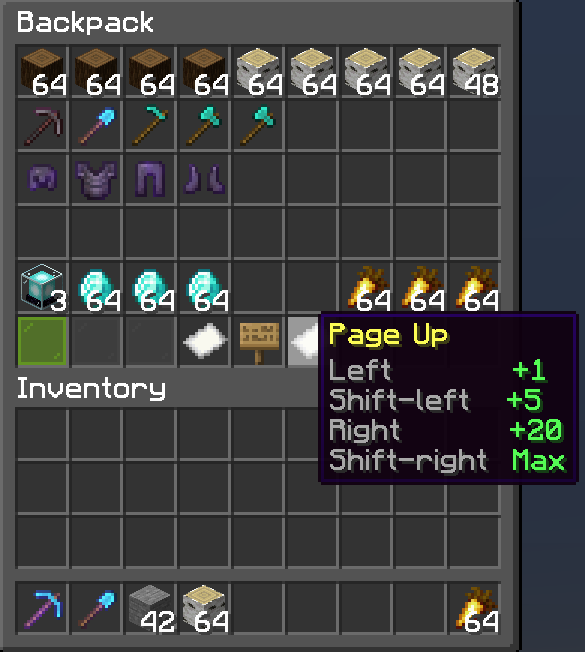 Backpack
64 64 64 64 64 64 64 64 48
3 64 64 64 64 64 64
Page Up
Left +1
Shift-left +5
Right +20
Shift-right Max
Inventory
42 64 64